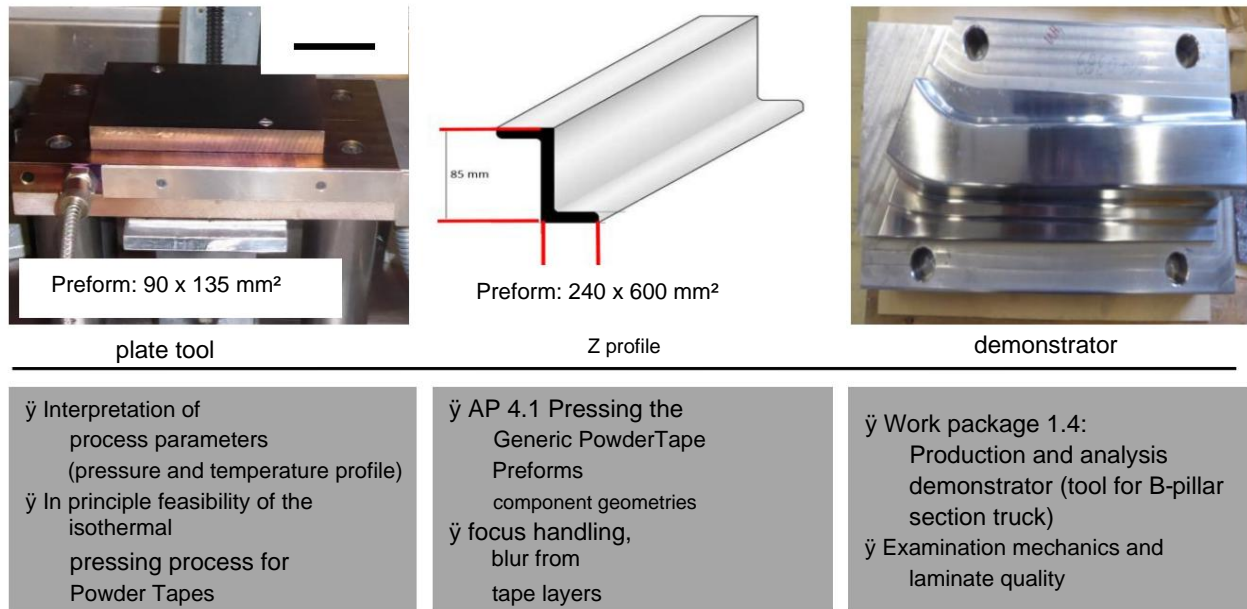 85 mm
Preform: 90 x 135 mm²
Preform: 240 x 600 mm²
plate tool
Z profile
demonstrator
ÿ Interpretation of
process parameters
(pressure and temperature profile)
ÿ In principle feasibility of the
isothermal
pressing process for
Powder Tapes
ÿ AP 4.1 Pressing the
Generic PowderTape
Preforms
component geometries
ÿ focus handling,
blur from
tape layers
ÿ Work package 1.4:
Production and analysis
demonstrator (tool for B-pillar
section truck)
ÿ Examination mechanics and
laminate quality